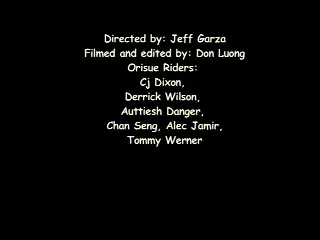 Directed by: Jeff Garza
Filmed and edited by: Don Luong
Orisue Riders:
Cj Dixon,
Derrick Wilson,
Auttiesh Danger,
Chan Seng, Alec Jamir,
Tommy Werner